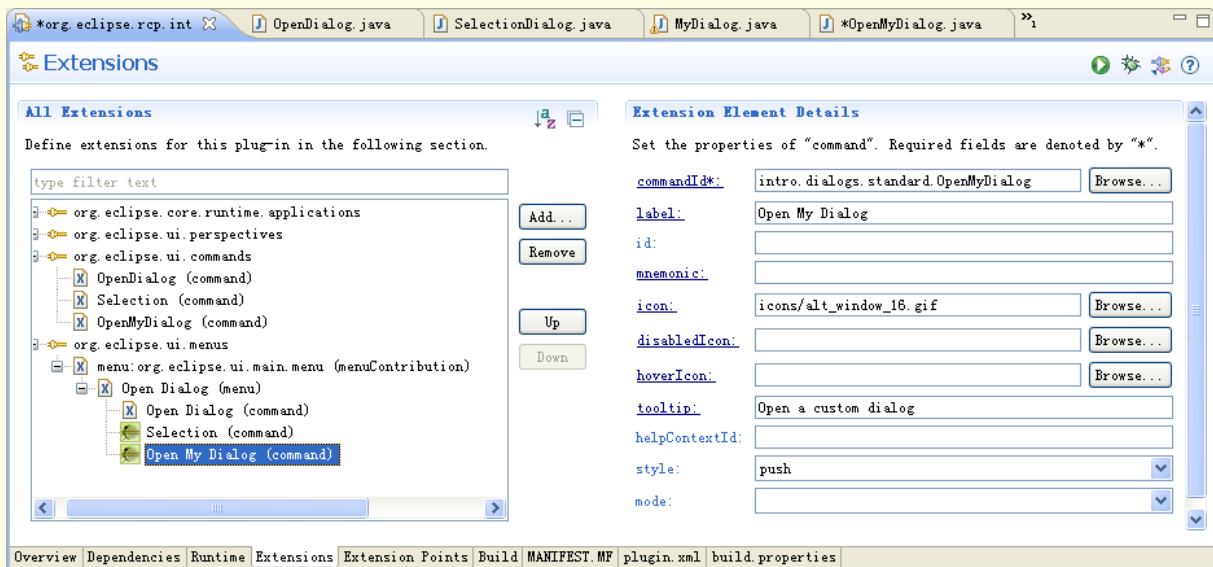 *org.eclipse.rcp.int OpenDialog.java SelectionDialog.java MyDialog.java *OpenMyDialog.java »1
Extensions
All Extensions
Define extensions for this plug-in in the following section.
type filter text
org.eclipse.core.runtime.applications
org.eclipse.ui.perspectives
org.eclipse.ui.commands
OpenDialog (command)
Selection (command)
OpenMyDialog (command)
org.eclipse.ui.menus
menu:org.eclipse.ui.main.menu (menuContribution)
Open Dialog (menu)
Open Dialog (command)
Selection (command)
Open My Dialog (command)
Add...
Remove
Up
Down
Extension Element Details
Set the properties of "command". Required fields are denoted by "*".
commandId*: intro.dialogs.standard.OpenMyDialog Browse...
label: Open My Dialog
id:
mnemonic:
icon: icons/alt_window_16.gif Browse...
disabledIcon: Browse...
hoverIcon: Browse...
tooltip: Open a custom dialog
helpContextId:
style: push
mode:
Overview Dependencies Runtime Extensions Extension Points Build MANIFEST.MF plugin.xml build.properties